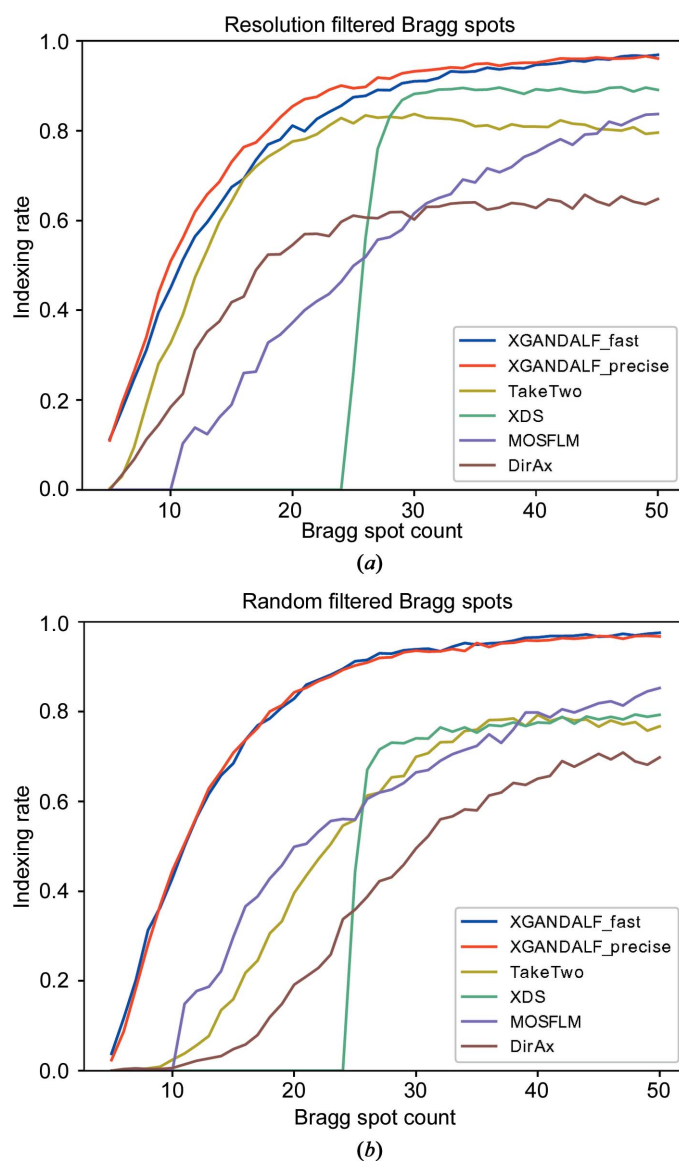 Resolution filtered Bragg spots
1.0
0.8
0.6
0.4
0.2
0.0
Indexing rate
XGANDALF_fast
XGANDALF_precise
TakeTwo
XDS
MOSFLM
DirAx
10 20 30 40 50
Bragg spot count
(a)
Random filtered Bragg spots
1.0
0.8
0.6
0.4
0.2
0.0
Indexing rate
XGANDALF_fast
XGANDALF_precise
TakeTwo
XDS
MOSFLM
DirAx
10 20 30 40 50
Bragg spot count
(b)